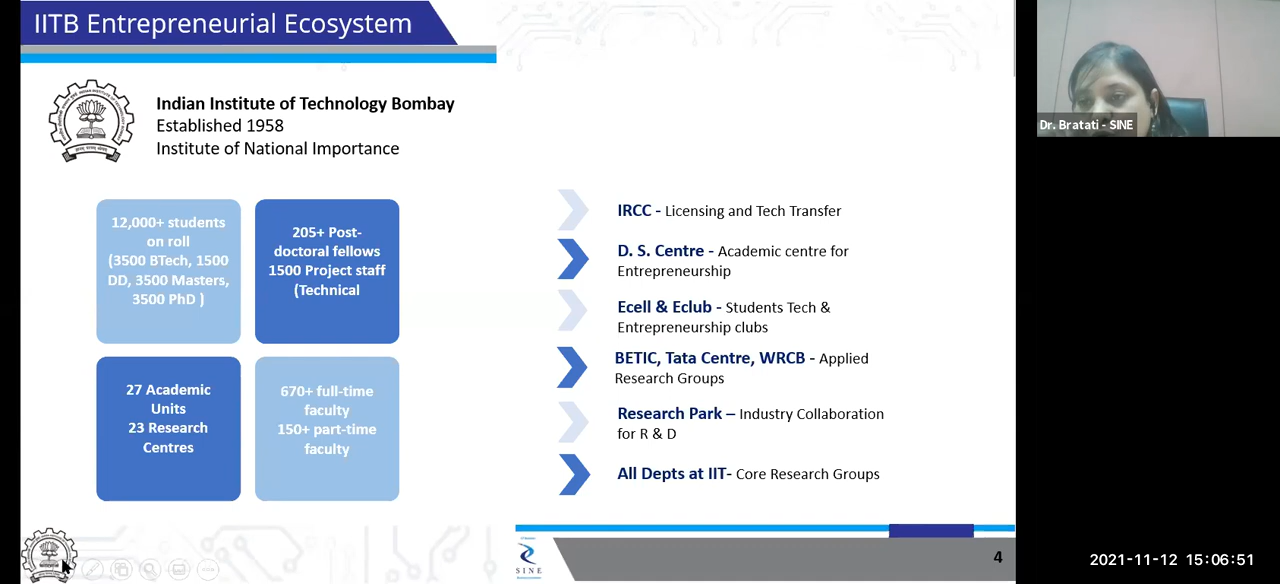 IITB Entrepreneurial Ecosystem
Indian Institute of Technology Bombay
Established 1958
Institute of National Importance
12,000+ students
on roll
(3500 BTech, 1500
DD, 3500 Masters,
3500 PhD )
205+ Post-
doctoral fellows
1500 Project staff
(Technical
27 Academic
Units
23 Research
Centres
670+ full-time
faculty
150+ part-time
faculty
IRCC - Licensing and Tech Transfer
D. S. Centre - Academic centre for
Entrepreneurship
Ecell & Eclub - Students Tech &
Entrepreneurship clubs
BETIC, Tata Centre, WRCB - Applied
Research Groups
Research Park – Industry Collaboration
for R & D
All Depts at IIT- Core Research Groups
SINE
4
Dr. Bratati - SINE
2021-11-12 15:06:51